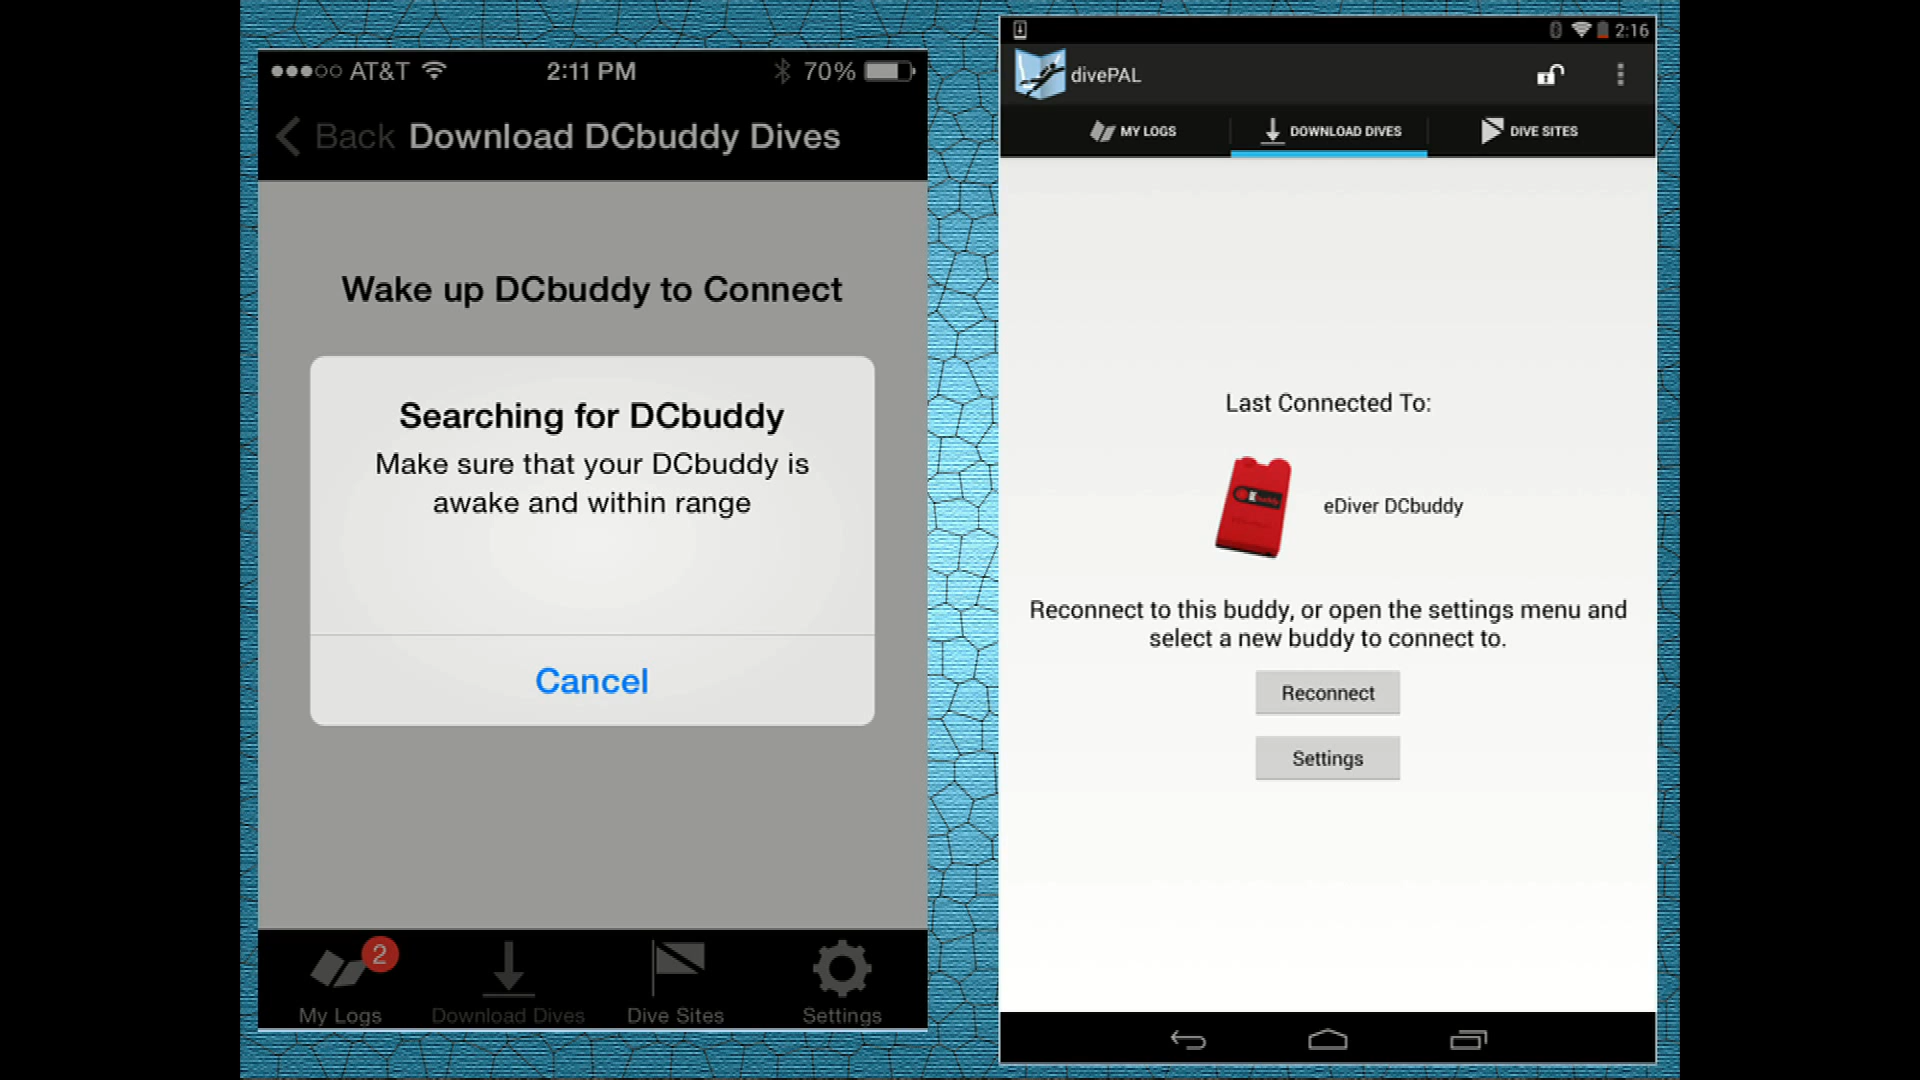 AT&T
2:11 PM
70%
Back
Download DCbuddy Dives
Wake up DCbuddy to Connect
Searching for DCbuddy
Make sure that your DCbuddy is
awake and within range
Cancel
2
My Logs
Download Dives
Dive Sites
Settings
2:16
divePAL
MY LOGS
DOWNLOAD DIVES
DIVE SITES
Last Connected To:
eDiver DCbuddy
Reconnect to this buddy, or open the settings menu and
select a new buddy to connect to.
Reconnect
Settings